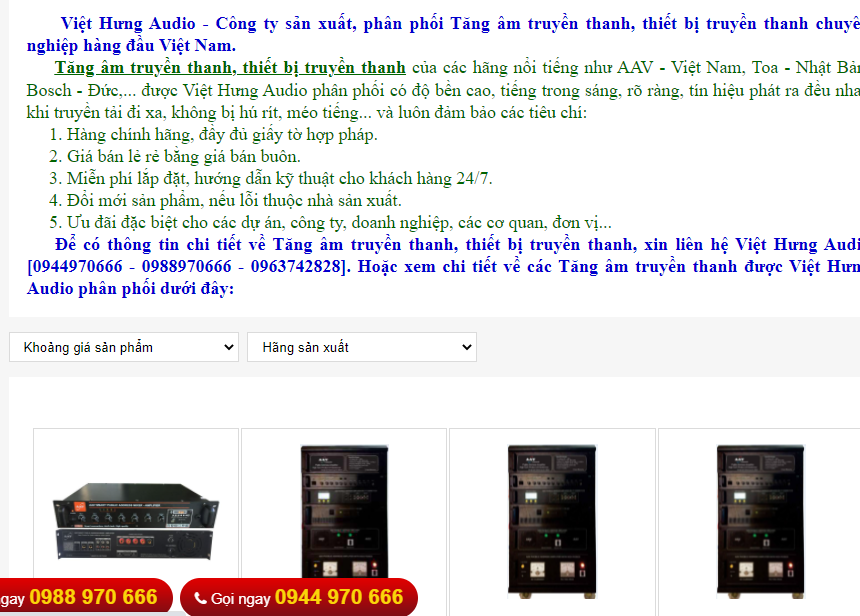 Việt Hưng Audio - Công ty sản xuất, phân phối Tăng âm truyền thanh, thiết bị truyền thanh chuyê
nghiệp hàng đầu Việt Nam.
Tăng âm truyền thanh, thiết bị truyền thanh của các hãng nổi tiếng như AAV - Việt Nam, Toa - Nhật Bản
Bosch - Đức,... được Việt Hưng Audio phân phối có độ bền cao, tiếng trong sáng, rõ ràng, tín hiệu phát ra đều nha
khi truyền tải đi xa, không bị hú rít, méo tiếng... và luôn đảm bảo các tiêu chí:
1. Hàng chính hãng, đầy đủ giấy tờ hợp pháp.
2. Giá bán lẻ rẻ bằng giá bán buôn.
3. Miễn phí lắp đặt, hướng dẫn kỹ thuật cho khách hàng 24/7.
4. Đổi mới sản phẩm, nếu lỗi thuộc nhà sản xuất.
5. Ưu đãi đặc biệt cho các dự án, công ty, doanh nghiệp, các cơ quan, đơn vị...
Để có thông tin chi tiết về Tăng âm truyền thanh, thiết bị truyền thanh, xin liên hệ Việt Hưng Audi
[0944970666 - 0988970666 - 0963742828]. Hoặc xem chi tiết về các Tăng âm truyền thanh được Việt Hưn
Audio phân phối dưới đây:
Khoảng giá sản phẩm Hãng sản xuất
AAV AAV AAV
gay 0988 970 666 Gọi ngay 0944 970 666